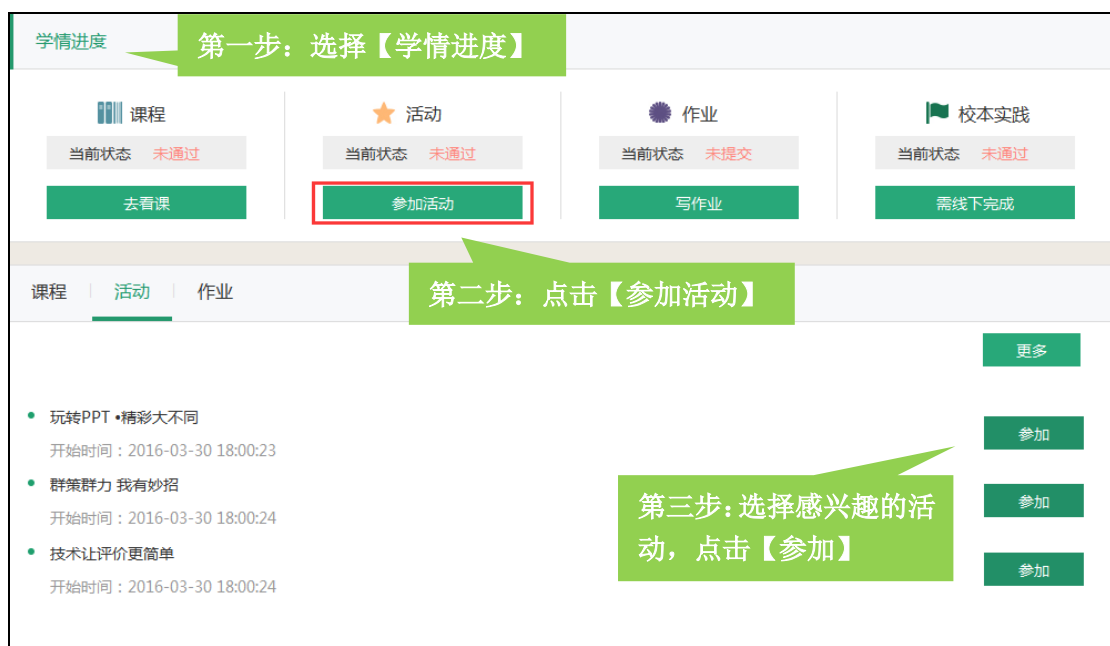 学情进度
第一步：选择【学情进度】
课程
活动
作业
校本实践
当前状态 未通过
当前状态 未通过
当前状态 未提交
当前状态 未通过
去看课
参加活动
写作业
需线下完成
第二步：点击【参加活动】
课程 活动 作业
更多
玩转PPT •精彩大不同
开始时间：2016-03-30 18:00:23
参加
群策群力 我有妙招
开始时间：2016-03-30 18:00:24
参加
第三步：选择感兴趣的活
动，点击【参加】
技术让评价更简单
开始时间：2016-03-30 18:00:24
参加